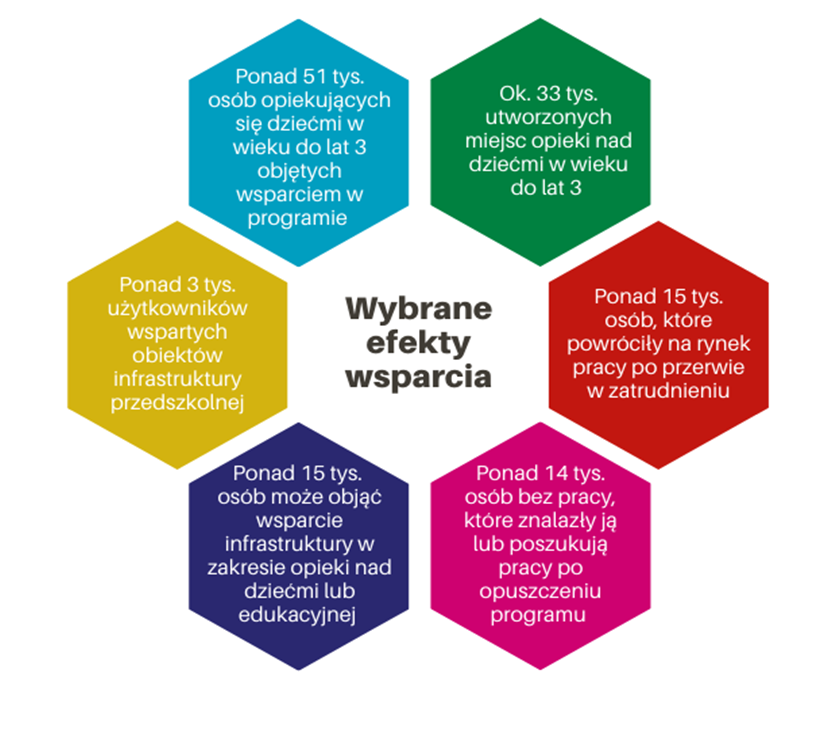 Ponad 51 tys.
osób opiekujących
się dziećmi w
wieku do lat 3
objętych
wsparciem w
programie
Ok. 33 tys.
utworzonych
miejsc opieki nad
dziećmi w wieku
do lat 3
Ponad 3 tys.
użytkowników
wspartych
obiektów
infrastruktury
przedszkolnej
Wybrane
efekty
wsparcia
Ponad 15 tys.
osób, które
powróciły na rynek
pracy po przerwie
w zatrudnieniu
Ponad 15 tys.
osób może objąć
wsparcie
infrastruktury w
zakresie opieki nad
dziećmi lub
edukacyjnej
Ponad 14 tys.
osób bez pracy,
które znalazły ją
lub poszukują
pracy po
opuszczeniu
programu